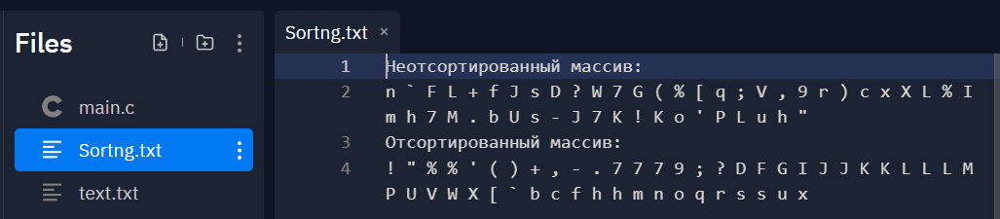 Files
Sortng.txt ×
main.c
Sortng.txt
text.txt
1 Неотсортированный массив:
2 n ` F L + f J s D ? W 7 G ( % [ q ; V , 9 r ) c x X L % I
m h 7 M . b U s - J 7 K ! K o ' P L u h "
3 Отсортированный массив:
4 ! " % % ' ( ) + , - . 7 7 7 9 ; ? D F G I J J K K L L L M
P U V W X [ ` b c f h h m n o q r s s u x